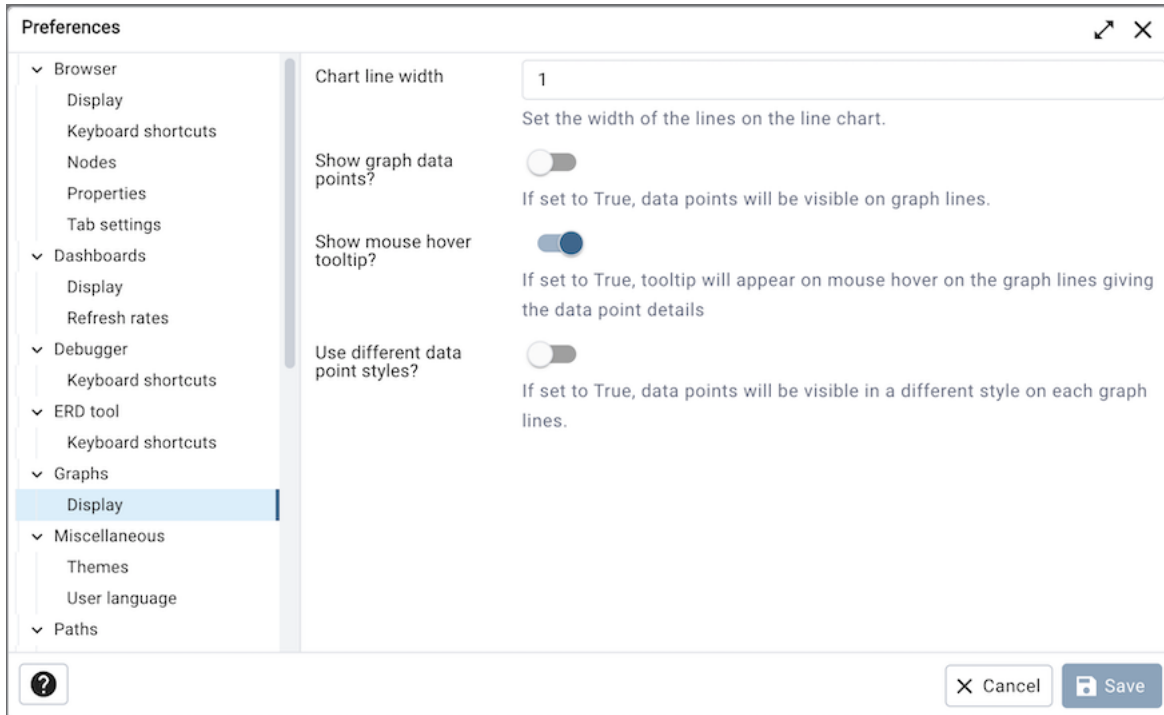 Preferences
Browser
Display
Keyboard shortcuts
Nodes
Properties
Tab settings
Dashboards
Display
Refresh rates
Debugger
Keyboard shortcuts
ERD tool
Keyboard shortcuts
Graphs
Display
Miscellaneous
Themes
User language
Paths
Chart line width
1
Set the width of the lines on the line chart.
Show graph data
points?
If set to True, data points will be visible on graph lines.
Show mouse hover
tooltip?
If set to True, tooltip will appear on mouse hover on the graph lines giving
the data point details
Use different data
point styles?
If set to True, data points will be visible in a different style on each graph
lines.
?
Cancel
Save